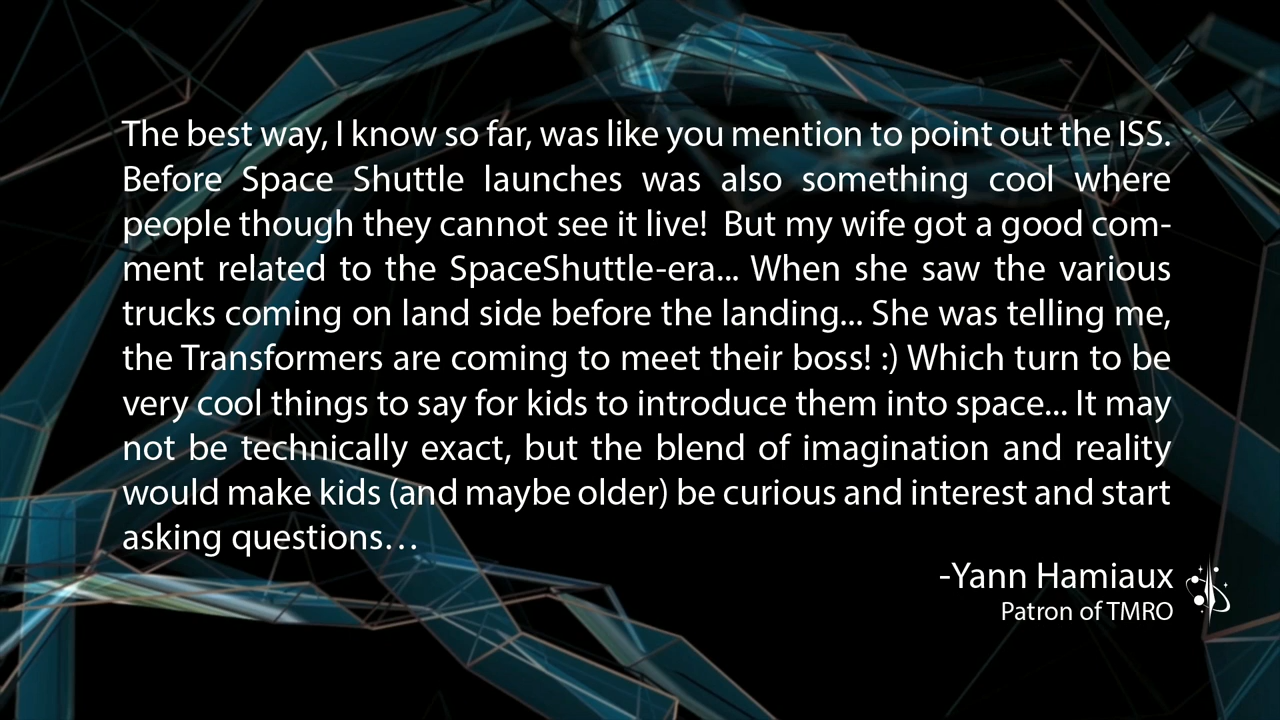 The best way, I know so far, was like you mention to point out the ISS.
Before Space Shuttle launches was also something cool where
people though they cannot see it live!  But my wife got a good com-
ment related to the SpaceShuttle-era... When she saw the various
trucks coming on land side before the landing... She was telling me,
the Transformers are coming to meet their boss! :) Which turn to be
very cool things to say for kids to introduce them into space... It may
not be technically exact, but the blend of imagination and reality
would make kids (and maybe older) be curious and interest and start
asking questions…
-Yann Hamiaux
Patron of TMRO